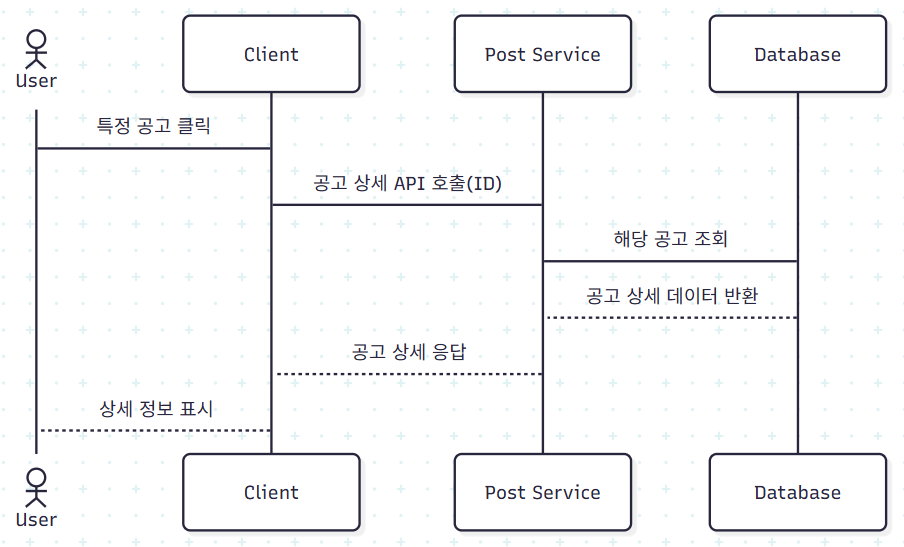 User
Client
Post Service
Database
특정 공고 클릭
공고 상세 API 호출(ID)
해당 공고 조회
공고 상세 데이터 반환
공고 상세 응답
상세 정보 표시
User
Client
Post Service
Database